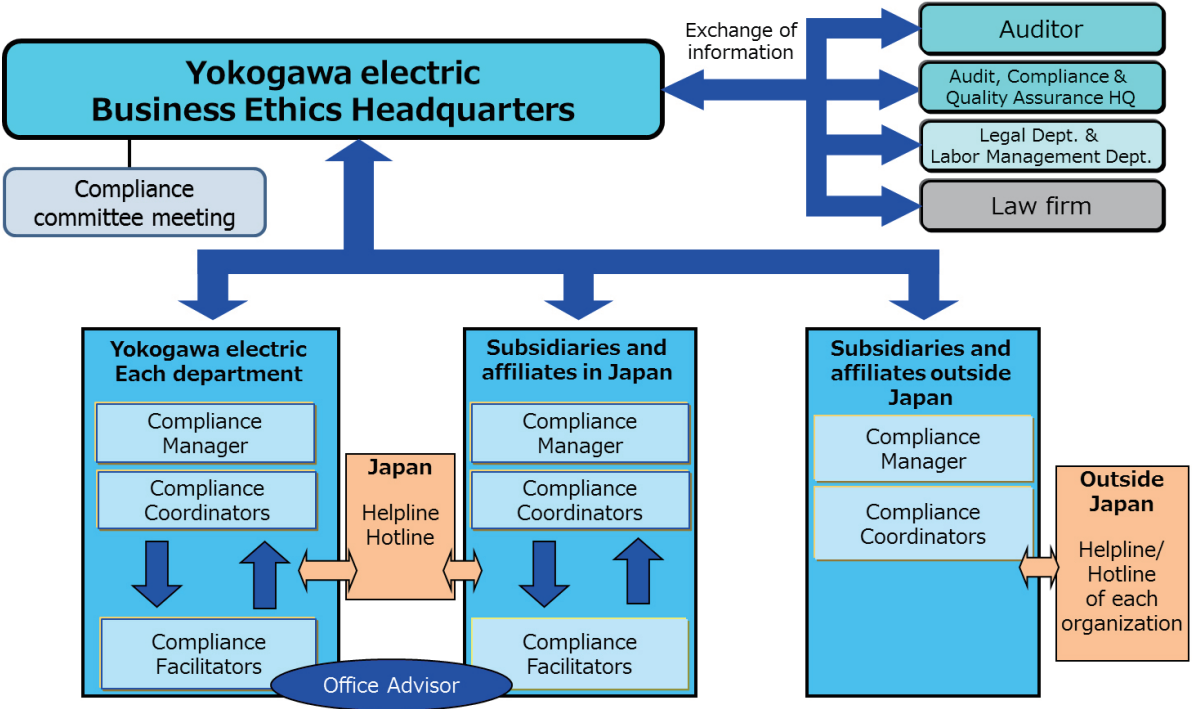 Yokogawa electric
Business Ethics Headquarters
Compliance
committee meeting
Exchange of
information
Auditor
Audit, Compliance &
Quality Assurance HQ
Legal Dept. &
Labor Management Dept.
Law firm
Yokogawa electric
Each department
Compliance
Manager
Compliance
Coordinators
Compliance
Facilitators
Japan
Helpline
Hotline
Subsidiaries and
affiliates in Japan
Compliance
Manager
Compliance
Coordinators
Compliance
Facilitators
Office Advisor
Subsidiaries and
affiliates outside
Japan
Compliance
Manager
Compliance
Coordinators
Outside
Japan
Helpline/
Hotline
of each
organization